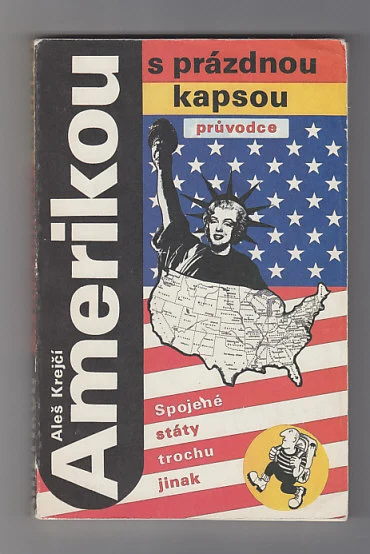 Amerikou
s prázdnou
kapsou
průvodce
Aleš Krejčí
Spojené
státy
trochu
jinak